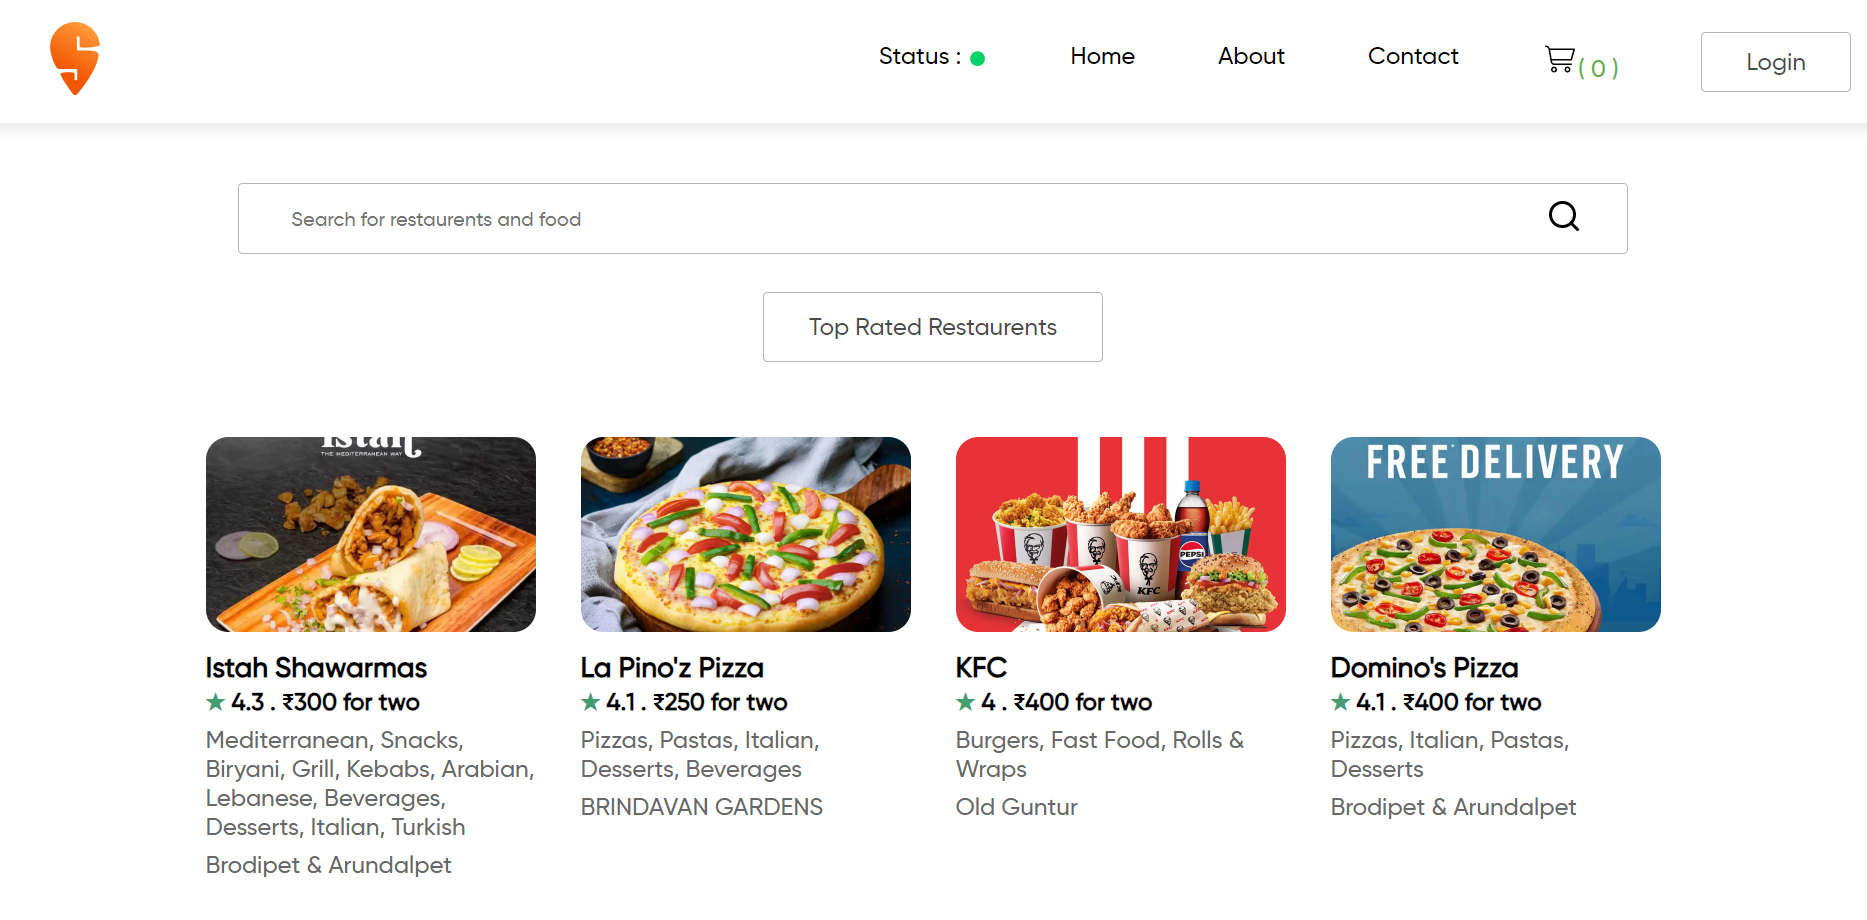 Status :
Home
About
Contact
( 0 )
Login
Search for restaurents and food
Top Rated Restaurents
Istah
THE MEDITERRANEAN WAY
PEPSI
KFC
FREE DELIVERY
Istah Shawarmas
★ 4.3 . ₹300 for two
Mediterranean, Snacks,
Biryani, Grill, Kebabs, Arabian,
Lebanese, Beverages,
Desserts, Italian, Turkish
Brodipet & Arundalpet
La Pino'z Pizza
★ 4.1 . ₹250 for two
Pizzas, Pastas, Italian,
Desserts, Beverages
BRINDAVAN GARDENS
KFC
★ 4 . ₹400 for two
Burgers, Fast Food, Rolls &
Wraps
Old Guntur
Domino's Pizza
★ 4.1 . ₹400 for two
Pizzas, Italian, Pastas,
Desserts
Brodipet & Arundalpet